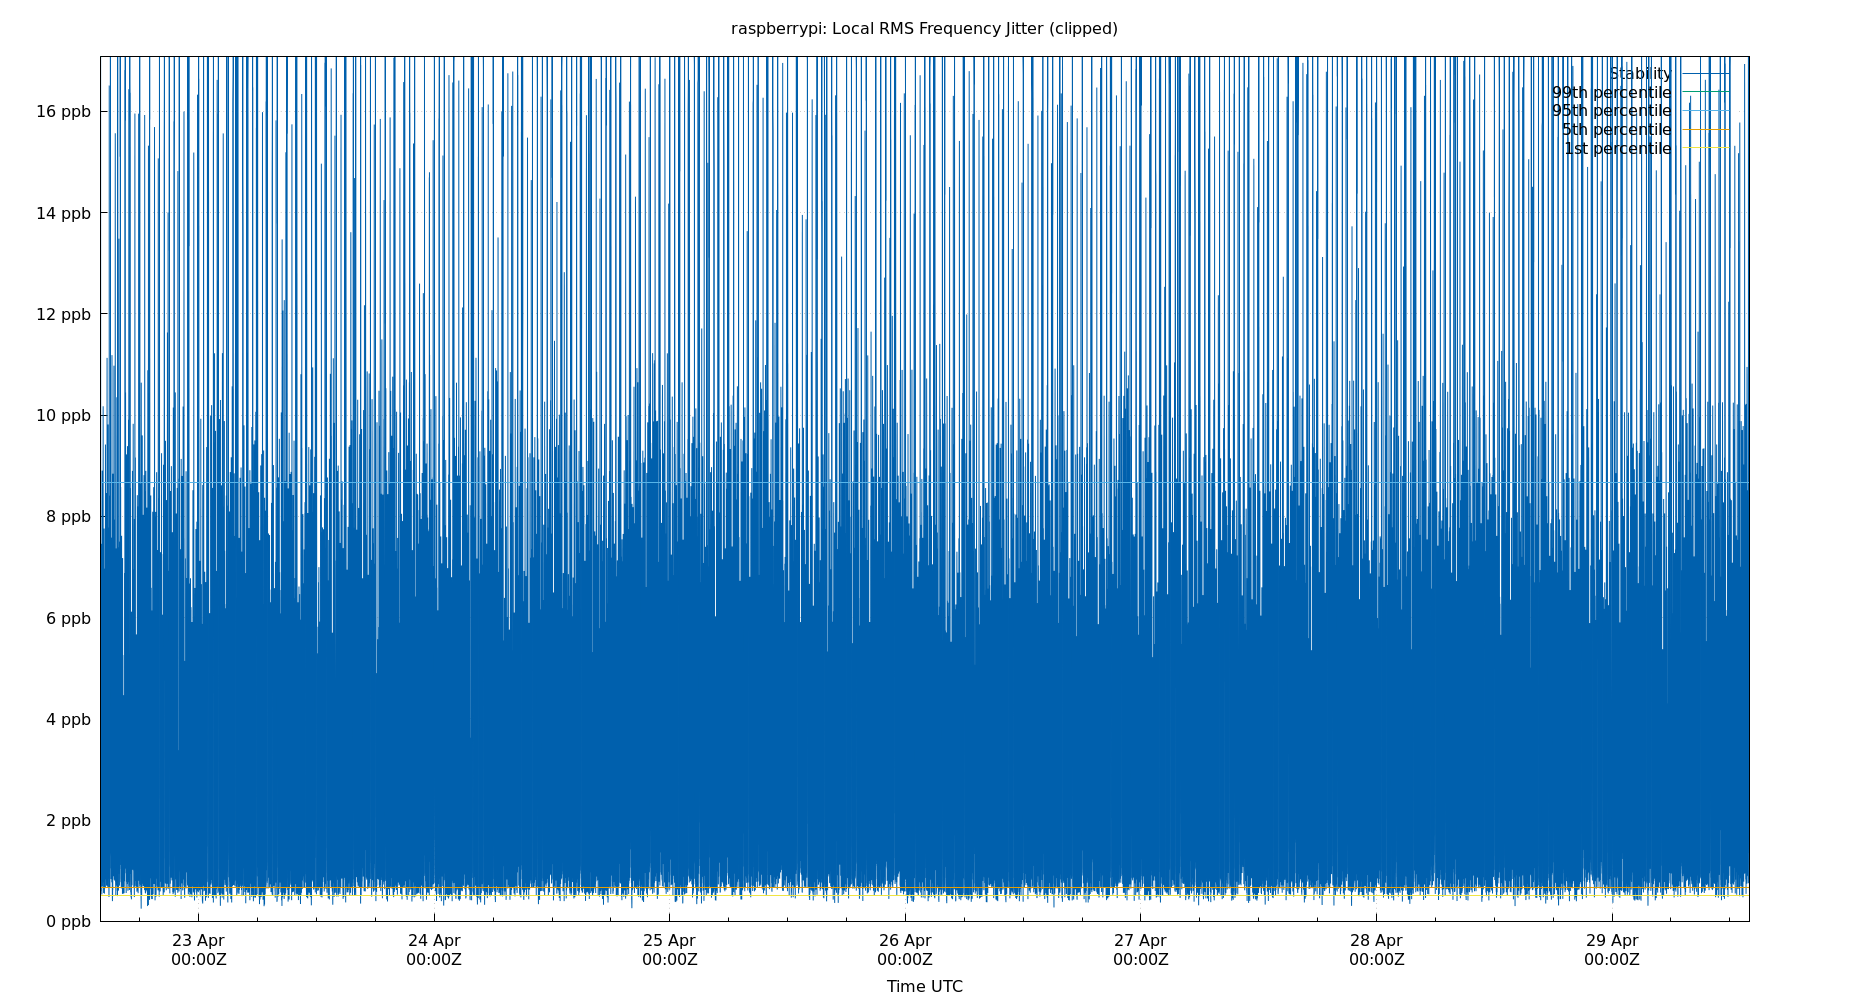 raspberrypi: Local RMS Frequency Jitter (clipped)
Stability
99th percentile
95th percentile
5th percentile
1st percentile
16 ppb
14 ppb
12 ppb
10 ppb
8 ppb
6 ppb
4 ppb
2 ppb
0 ppb
23 Apr 24 Apr 25 Apr 26 Apr 27 Apr 28 Apr 29 Apr
00:00Z 00:00Z 00:00Z 00:00Z 00:00Z 00:00Z 00:00Z
Time UTC